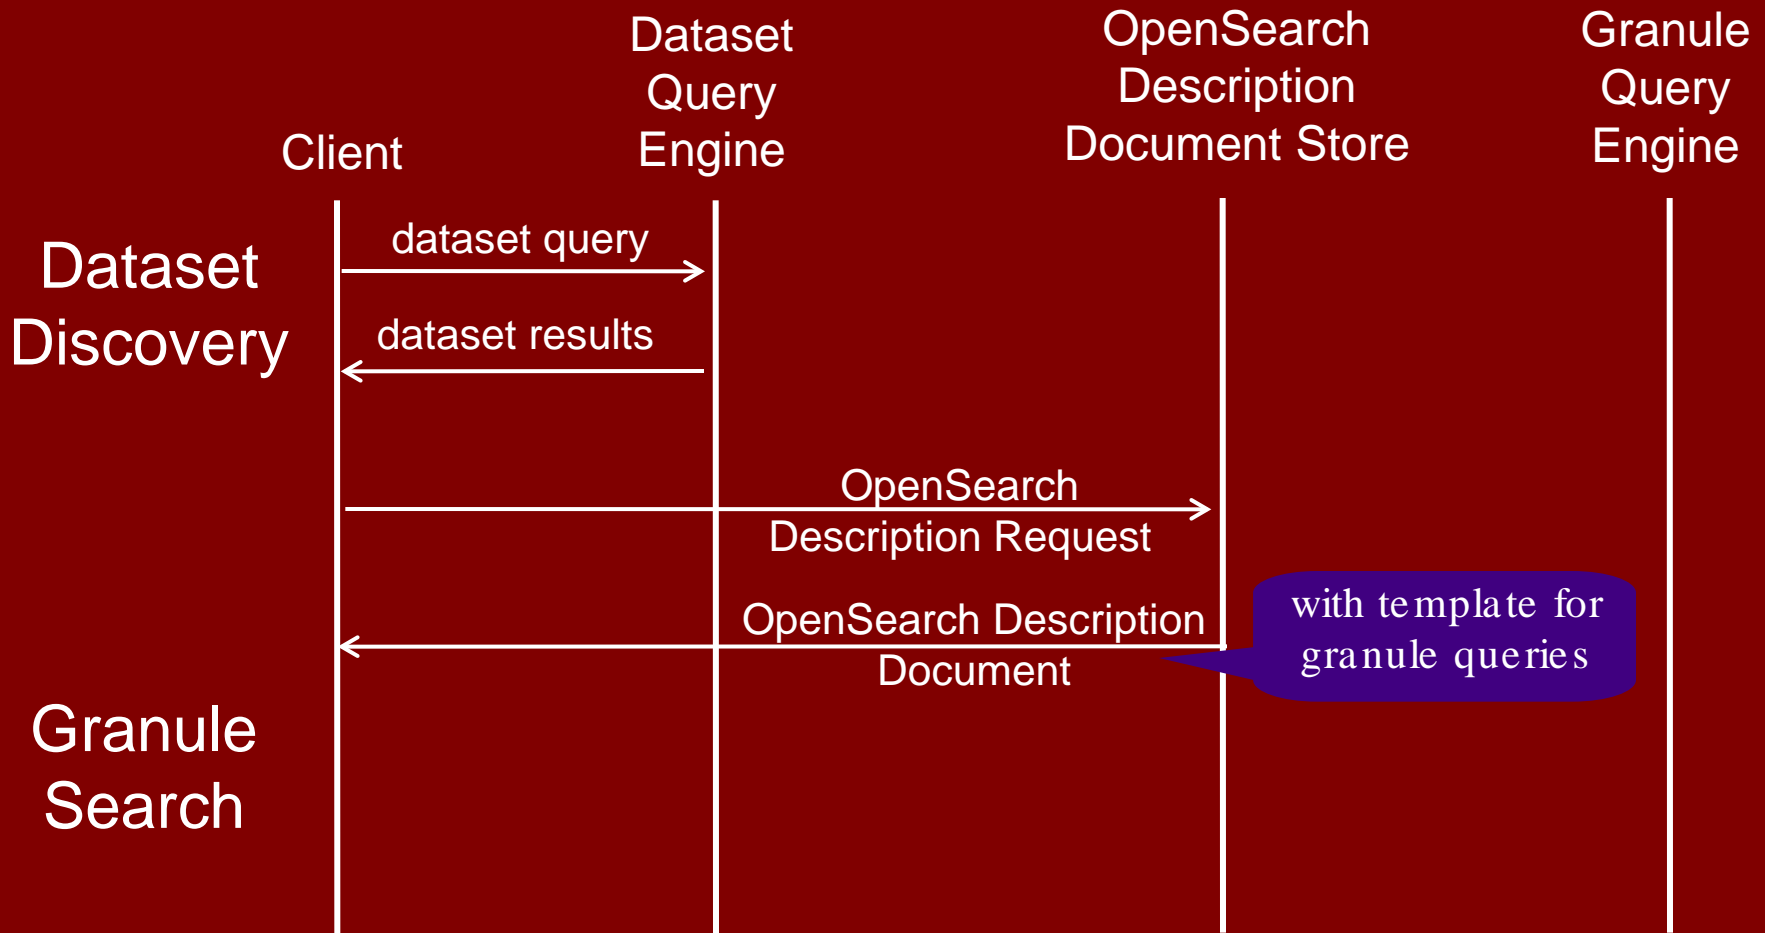 Client
Dataset
Query
Engine
OpenSearch
Description
Document Store
Granule
Query
Engine
Dataset
Discovery
dataset query
dataset results
OpenSearch
Description Request
OpenSearch Description
Document
with template for
granule queries
Granule
Search